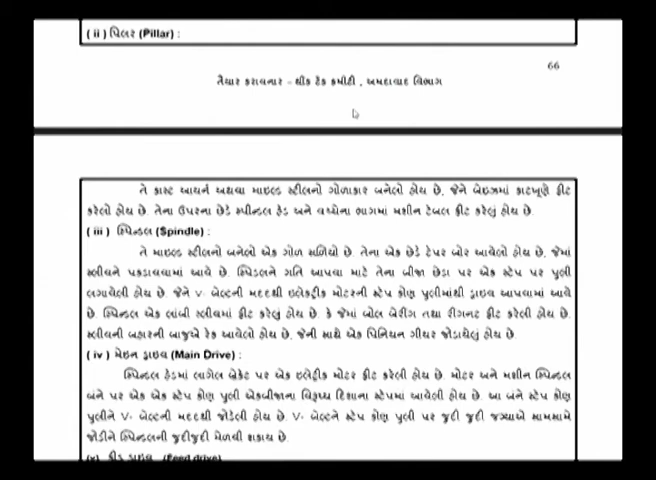 ( ii ) પિલર (Pillar) :
66
તૈયાર કરાવનાર – થીંક ટેક કમીટી , અમદાવાદ વિભાગ
તે કાસ્ટ આયર્ન અથવા માઇલ્ડ સ્ટીલનો ગોળાકાર બનેલો હોય છે, જેને બેઇઝમાં કાટખૂણે ફીટ
કરેલો હોય છે. તેના ઉપરના છેડે સ્પીન્ડલ હેડ અને વચ્ચેના ભાગમાં મશીન ટેબલ ફીટ કરેલું હોય છે.
( iii ) સ્પિન્ડલ (Spindle) :
તે માઇલ્ડ સ્ટીલનો બનેલો એક ગોળ સળિયો છે. તેના એક છેડે ટેપર બોર આવેલો હોય છે, જેમાં
સ્લીવને પકડાવવામાં આવે છે. સ્પિડલને ગતિ આપવા માટે તેના બીજા છેડા પર એક સ્ટેપ પર પુલી
લગાયેલી હોય છે. જેને V- બેલ્ટની મદદથી ઇલેક્ટ્રીક મોટરની સ્ટેપ કોણ પુલીમાંથી ડ્રાઇવ આપવામાં આવે
છે. સ્પિન્ડલ એક લાંબી સ્લીવમાં ફીટ કરેલું હોય છે. કે જેમાં બોલ બેરીંગ તથા રીંગનટ ફીટ કરેલી હોય છે.
સ્લીવની બહારની બાજુએ રેક આવેલો હોય છે, જેની સાથે એક પિનિયન ગીયર જોડાયેલું હોય છે.
( iv ) મેઇન ડ્રાઇવ (Main Drive) :
સ્પિન્ડલ હેડમાં લાગેલ બ્રેકેટ પર એક ઇલેક્ટ્રીક મોટર ફીટ કરેલી હોય છે. મોટર અને મશીન સ્પિન્ડલ
બંને પર એક એક સ્ટેપ કોણ પુલી એકબીજાના વિરૂધ્ધ દિશાના સ્ટેપમાં આવેલી હોય છે. આ બંને સ્ટેપ કોણ
પુલીને V- બેલ્ટની મદદથી જોડેલી હોય છે. V- બેલ્ટને સ્ટેપ કોણ પુલી પર જુદી જુદી જગ્યાએ સામસામે
જોડીને સ્પિન્ડલની જુદીજુદી મેળવી શકાય છે.
(v) ફીડ ડ્રાઇવ (Feed drive)